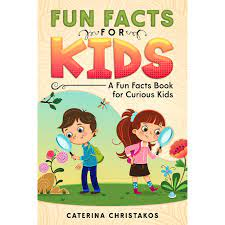 FUN FACTS
FOR
KIDS
A Fun Facts Book
for Curious Kids
CATERINA CHRISTAKOS